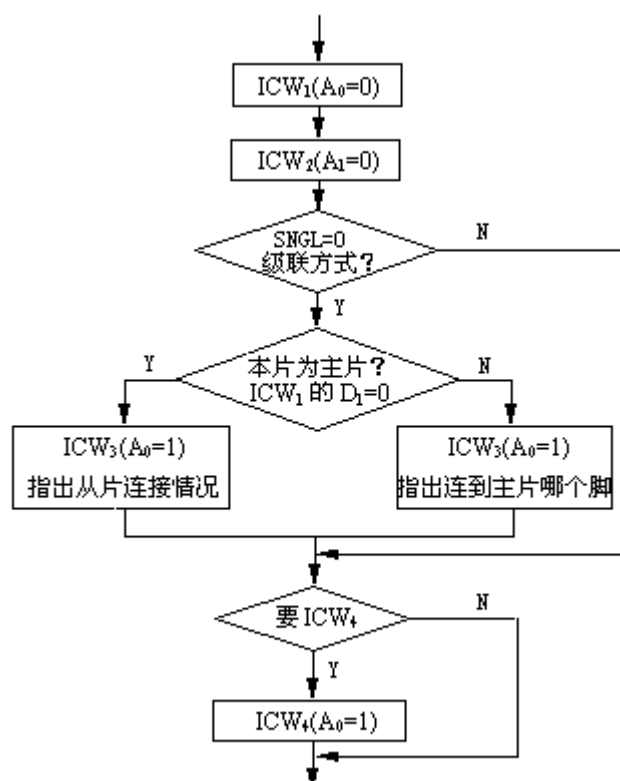 ICW₁(A₀=0)
ICW₂(A₁=0)
SNGL=0
级联方式？
N
Y
本片为主片？
ICW₁ 的 D₁=0
Y
N
ICW₃(A₀=1)
指出从片连接情况
ICW₃(A₀=1)
指出连到主片哪个脚
要 ICW₄
N
Y
ICW₄(A₀=1)